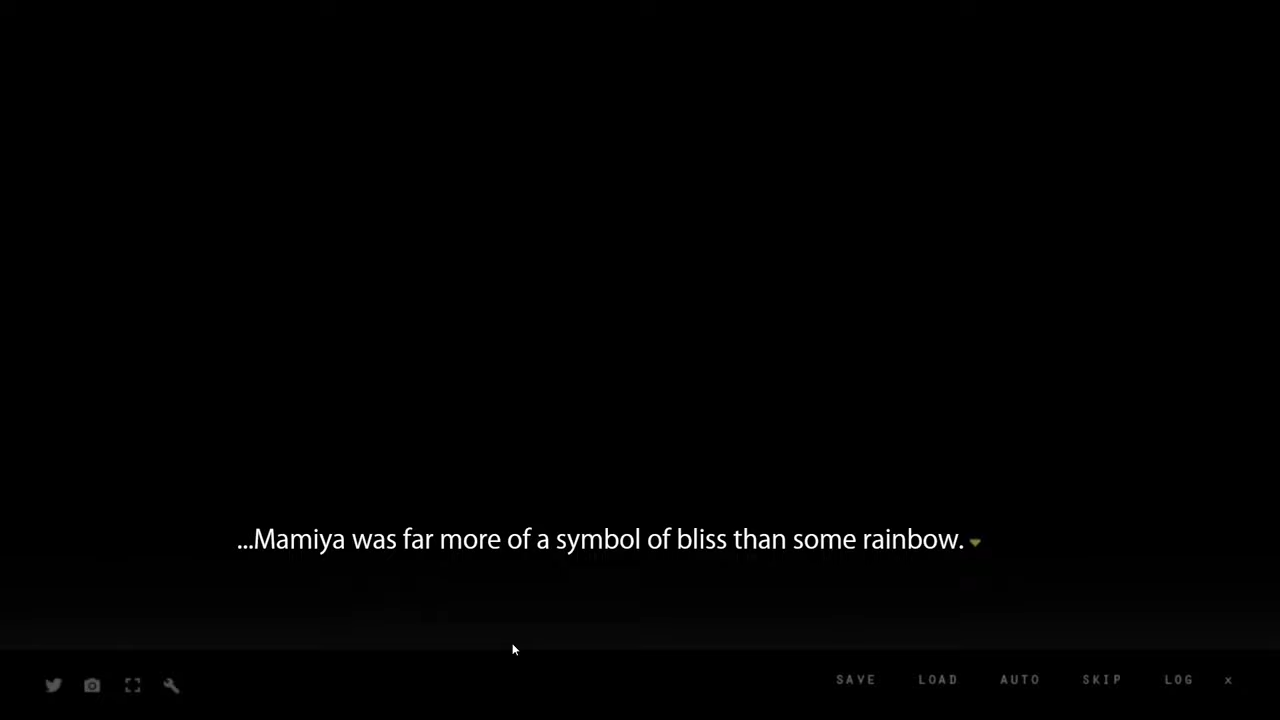 ...Mamiya was far more of a symbol of bliss than some rainbow.
SAVE LOAD AUTO SKIP LOG ×